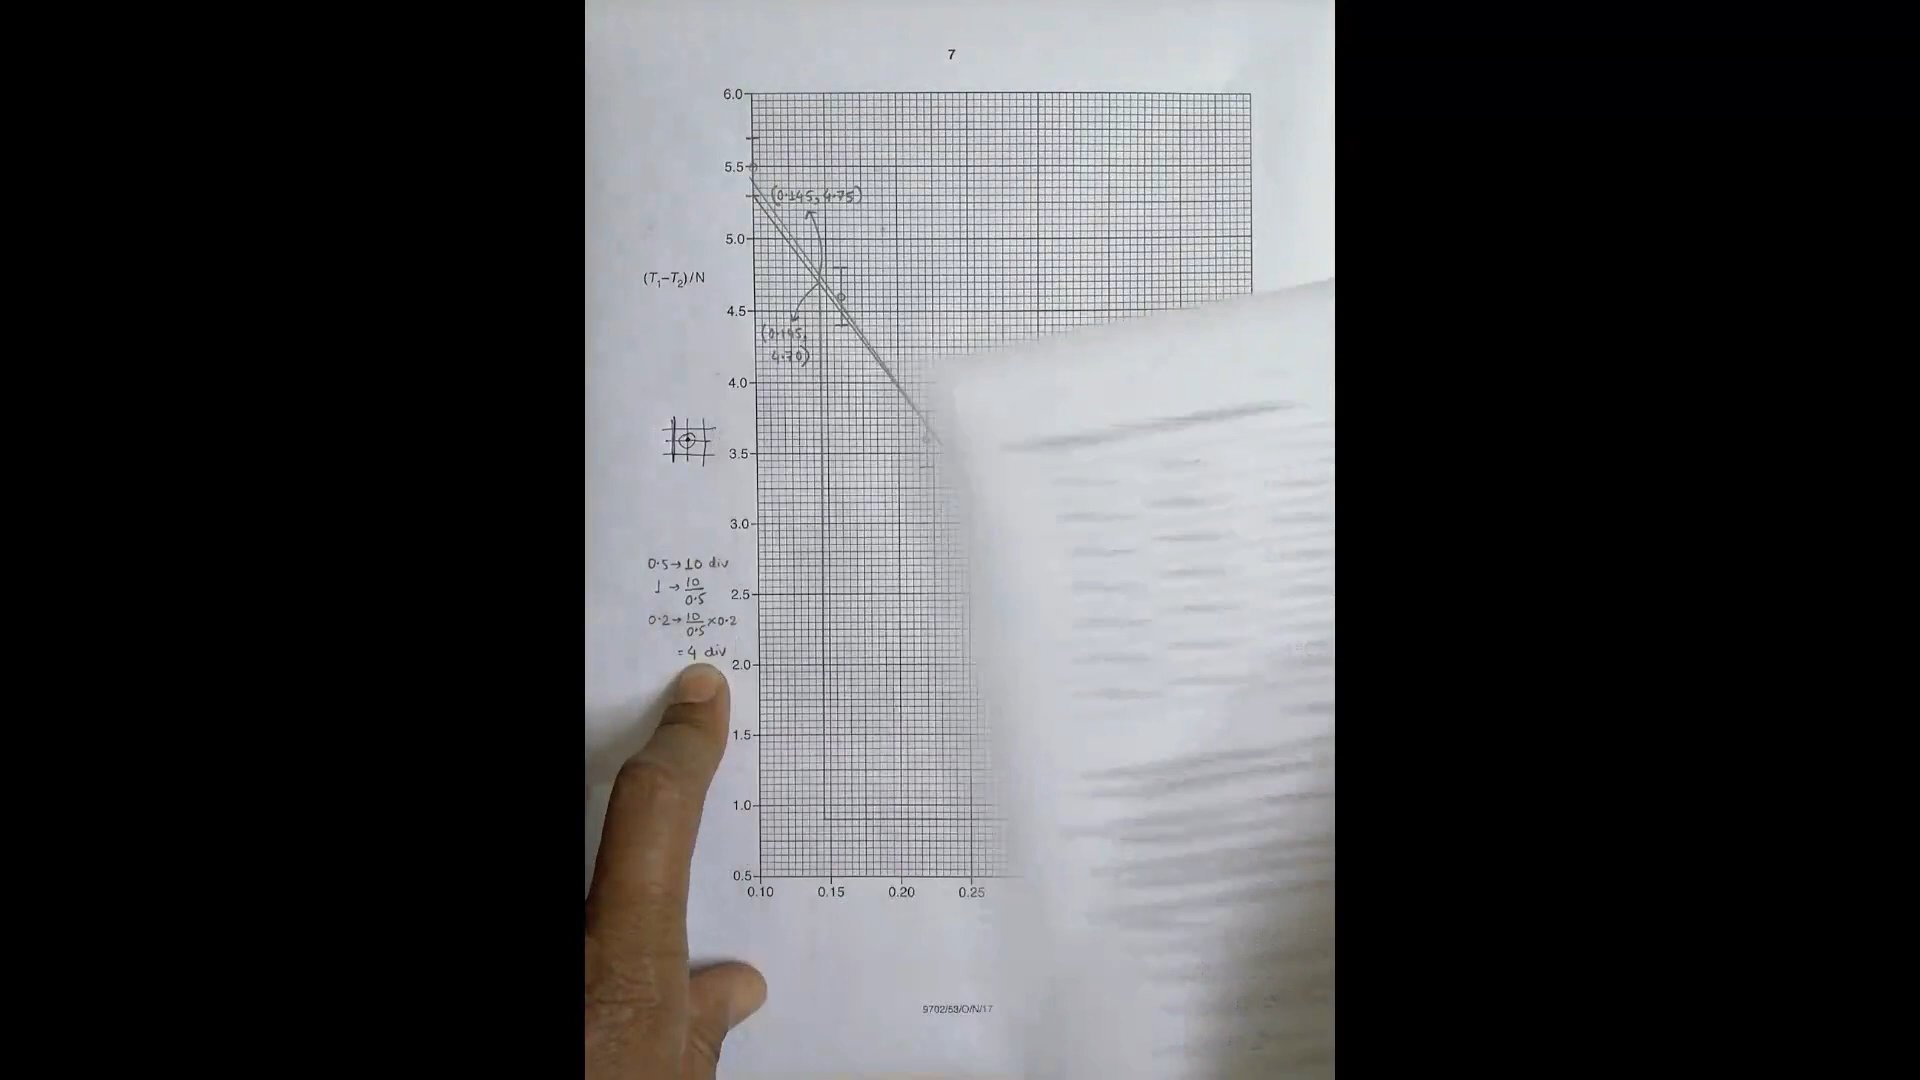 7
6.0
5.5
(0.145, 4.75)
5.0
(T₁–T₂)/N
4.5
(0.145,
4.70)
4.0
3.5
3.0
0.5→10 div
1 → 10/0.5
2.5
0.2→ 10/0.5 ×0.2
= 4 div
2.0
1.5
1.0
0.5
0.10 0.15 0.20 0.25
9702/53/O/N/17